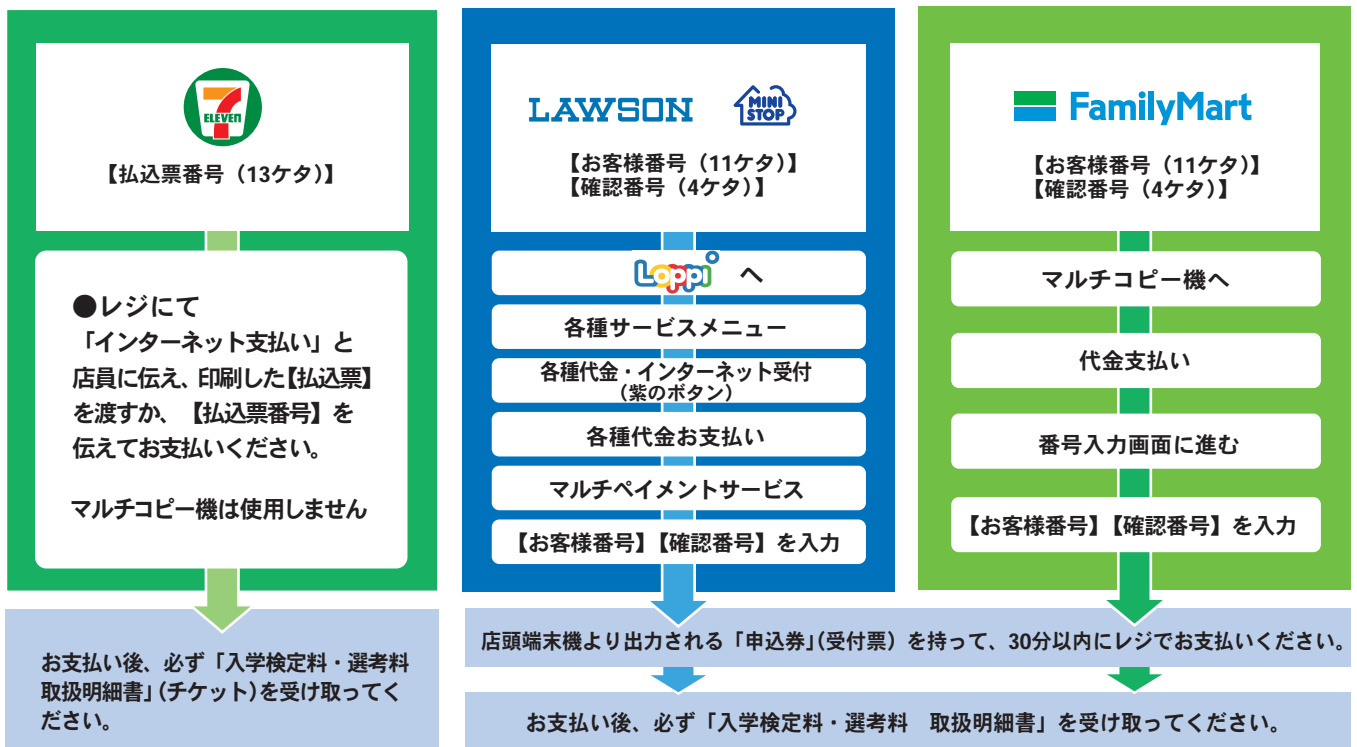 7
ELEVEn
【払込票番号（13ケタ）】
●レジにて
「インターネット支払い」と
店員に伝え、印刷した【払込票】
を渡すか、【払込票番号】を
伝えてお支払いください。
マルチコピー機は使用しません
お支払い後、必ず「入学検定料・選考料
取扱明細書」（チケット）を受け取ってく
ださい。
LAWSON
MINI
STOP
【お客様番号（11ケタ）】
【確認番号（4ケタ）】
Loppi へ
各種サービスメニュー
各種代金・インターネット受付
（紫のボタン）
各種代金お支払い
マルチペイメントサービス
【お客様番号】【確認番号】を入力
FamilyMart
【お客様番号（11ケタ）】
【確認番号（4ケタ）】
マルチコピー機へ
代金支払い
番号入力画面に進む
【お客様番号】【確認番号】を入力
店頭端末機より出力される「申込券」（受付票）を持って、30分以内にレジでお支払いください。
お支払い後、必ず「入学検定料・選考料　取扱明細書」を受け取ってください。